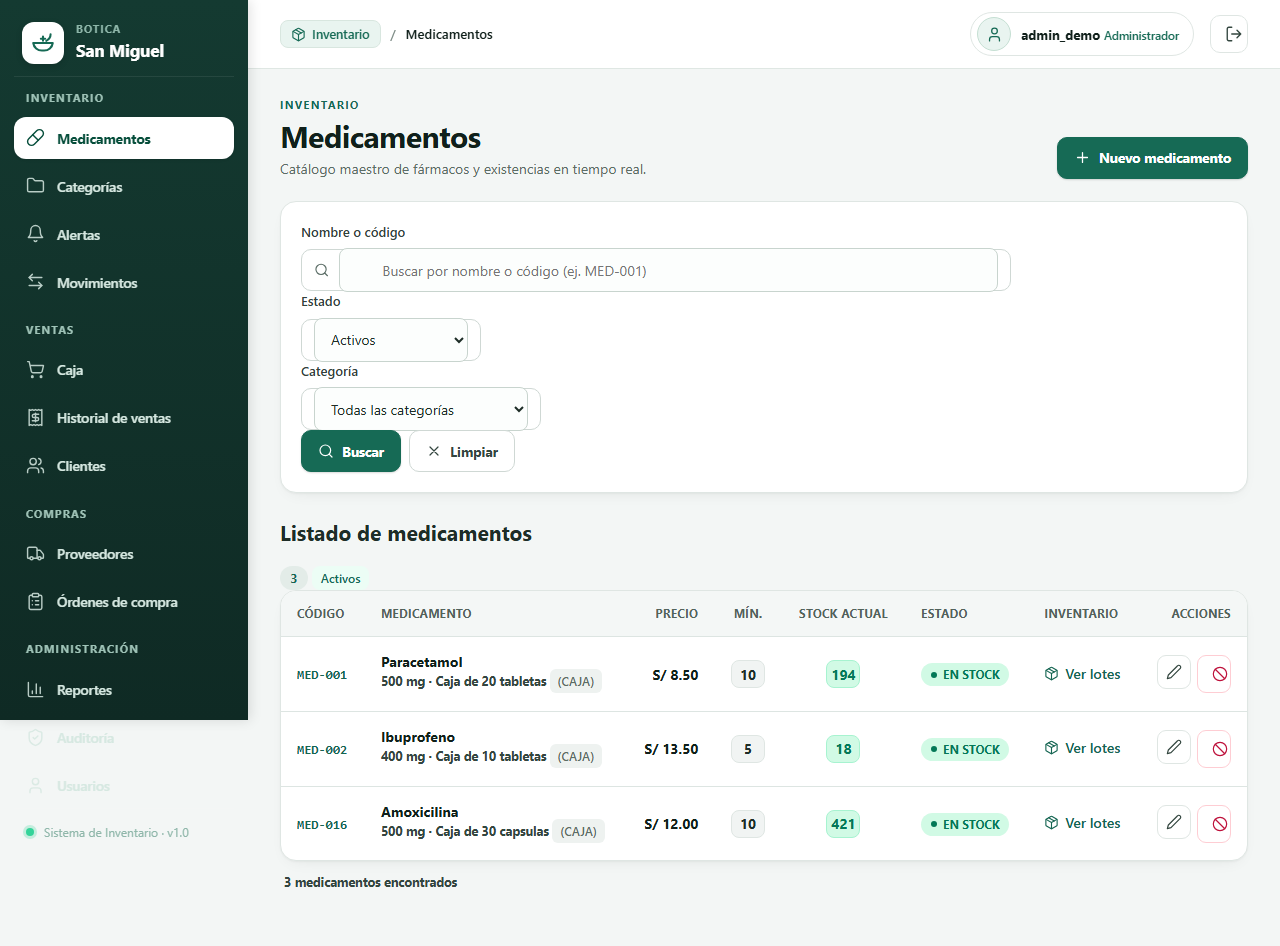 BOTICA
San Miguel
INVENTARIO
Medicamentos
Categorías
Alertas
Movimientos
VENTAS
Caja
Historial de ventas
Clientes
COMPRAS
Proveedores
Órdenes de compra
ADMINISTRACIÓN
Reportes
Auditoría
Usuarios
Sistema de Inventario · v1.0
Inventario / Medicamentos
admin_demo Administrador
INVENTARIO
Medicamentos
Catálogo maestro de fármacos y existencias en tiempo real.
Nuevo medicamento
Nombre o código
Buscar por nombre o código (ej. MED-001)
Estado
Activos
Categoría
Todas las categorías
Buscar Limpiar
Listado de medicamentos
3 Activos
CÓDIGO MEDICAMENTO PRECIO MÍN. STOCK ACTUAL ESTADO INVENTARIO ACCIONES
MED-001 Paracetamol S/ 8.50 10 194 EN STOCK Ver lotes
500 mg · Caja de 20 tabletas (CAJA)
MED-002 Ibuprofeno S/ 13.50 5 18 EN STOCK Ver lotes
400 mg · Caja de 10 tabletas (CAJA)
MED-016 Amoxicilina S/ 12.00 10 421 EN STOCK Ver lotes
500 mg · Caja de 30 capsulas (CAJA)
3 medicamentos encontrados